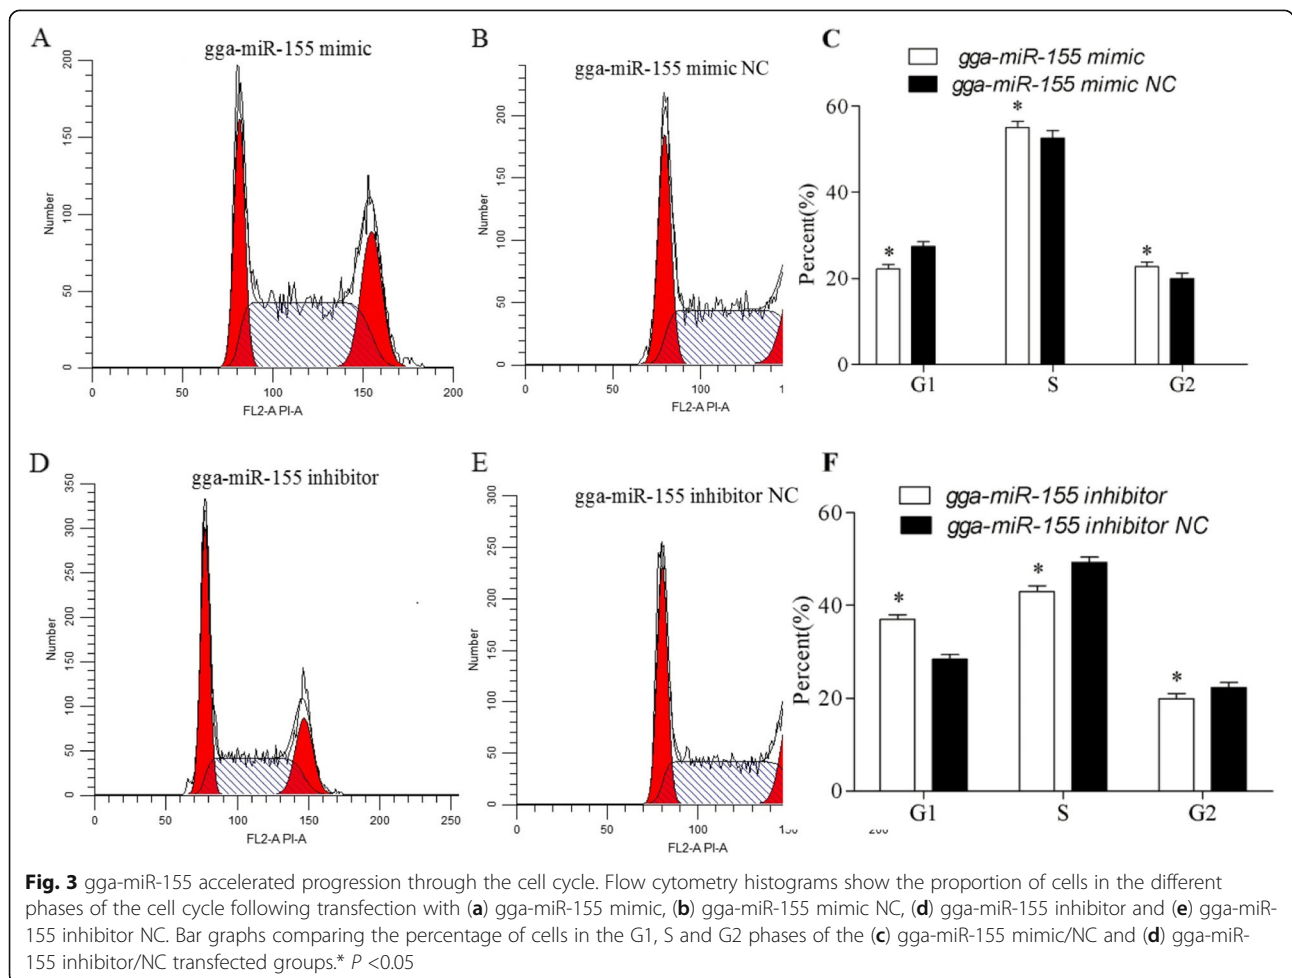 A
gga-miR-155 mimic
200
150
100
50
0
Number
0
50
100
150
200
FL2-A PI-A
B
gga-miR-155 mimic NC
200
150
100
50
0
Number
0
100
1
FL2-A PI-A
C
gga-miR-155 mimic
gga-miR-155 mimic NC
60
40
20
0
Percent(%)
*
*
*
G1
S
G2
D
gga-miR-155 inhibitor
350
300
250
200
150
100
50
0
Number
0
50
100
150
200
250
FL2-A PI-A
E
gga-miR-155 inhibitor NC
300
250
200
150
100
50
0
Number
0
50
100
FL2-A PI-A
F
gga-miR-155 inhibitor
gga-miR-155 inhibitor NC
60
40
20
0
Percent(%)
*
*
*
G1
S
G2
Fig. 3 gga-miR-155 accelerated progression through the cell cycle. Flow cytometry histograms show the proportion of cells in the different
phases of the cell cycle following transfection with (a) gga-miR-155 mimic, (b) gga-miR-155 mimic NC, (d) gga-miR-155 inhibitor and (e) gga-miR-
155 inhibitor NC. Bar graphs comparing the percentage of cells in the G1, S and G2 phases of the (c) gga-miR-155 mimic/NC and (d) gga-miR-
155 inhibitor/NC transfected groups.* P <0.05